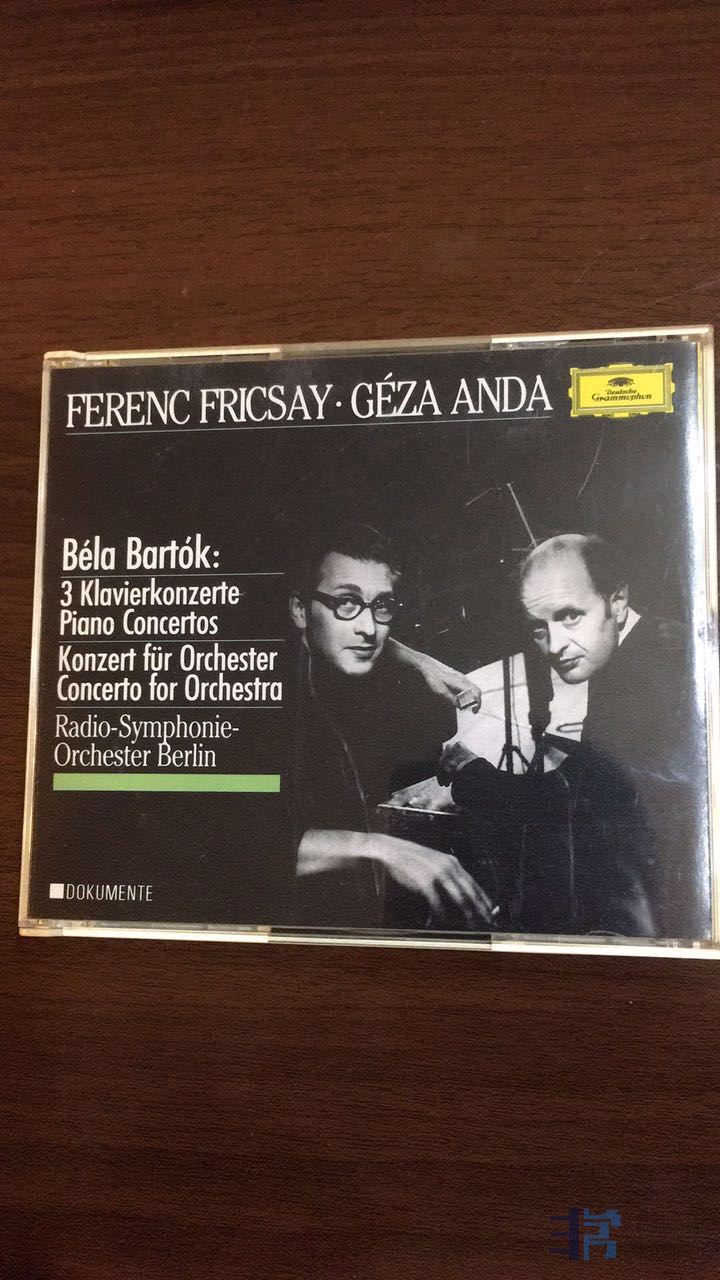 FERENC FRICSAY · GÉZA ANDA
Deutsche
Grammophon
Béla Bartók:
3 Klavierkonzerte
Piano Concertos
Konzert für Orchester
Concerto for Orchestra
Radio-Symphonie-
Orchester Berlin
DOKUMENTE